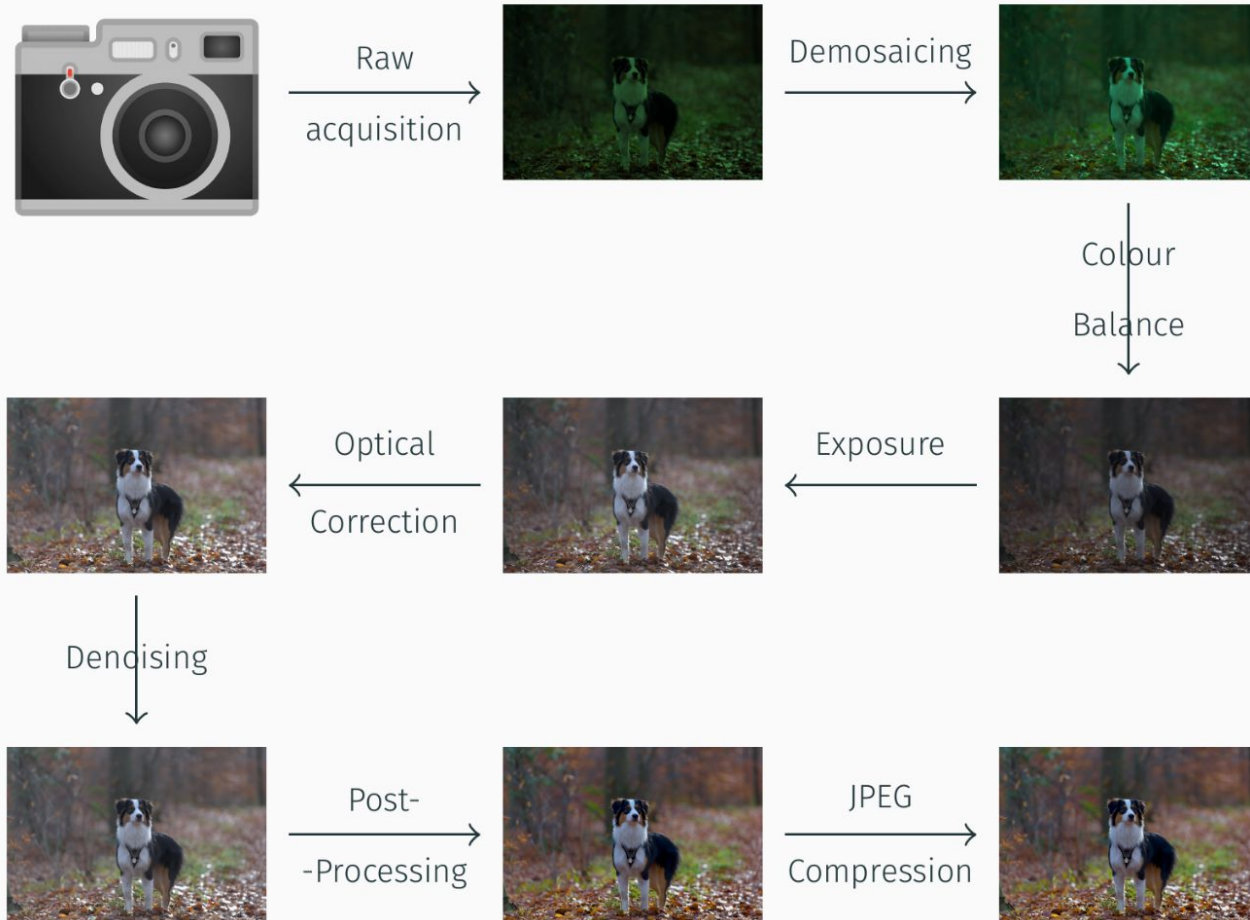 Raw
acquisition
Demosaicing
Colour
Balance
Exposure
Optical
Correction
Denoising
Post-
-Processing
JPEG
Compression